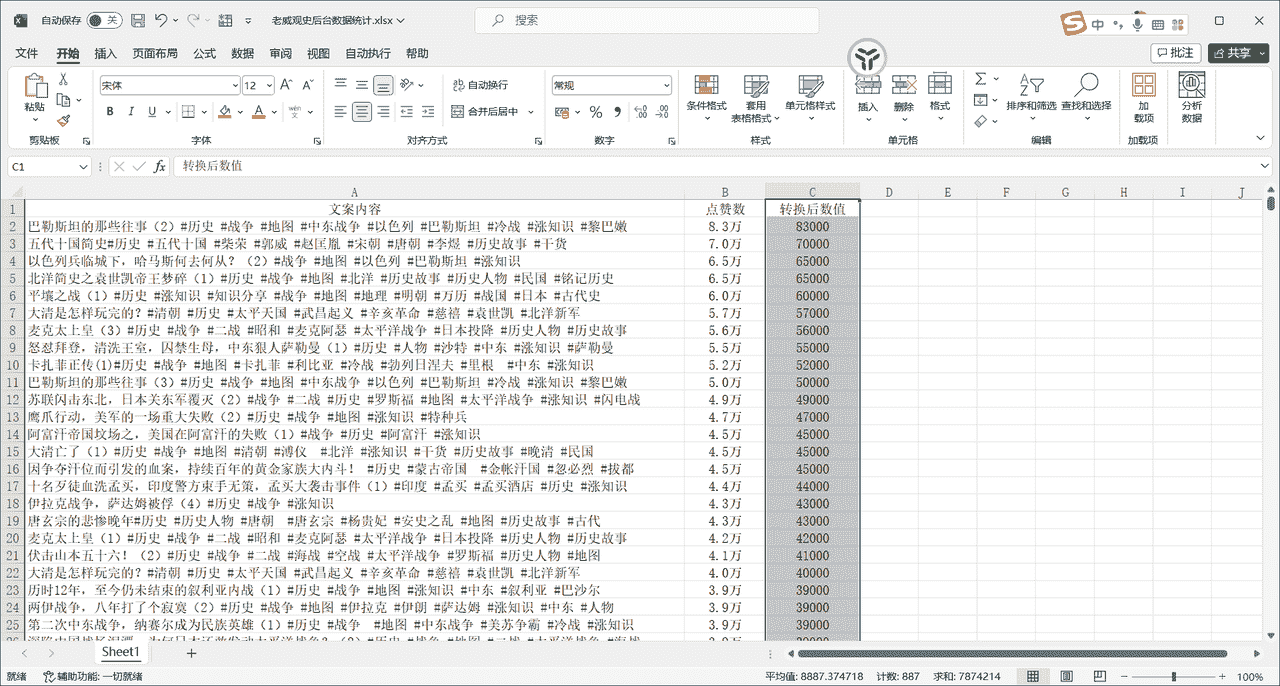 自动保存 关 老威观史后台数据统计.xlsx 搜索 中
文件 开始 插入 页面布局 公式 数据 审阅 视图 自动执行 帮助 批注 共享
宋体 12 自动换行 常规
粘贴 B I U 合并后居中 条件格式 套用表格格式 单元格样式 插入 删除 格式 排序和筛选 查找和选择 加载项 分析数据
剪贴板 字体 对齐方式 数字 样式 单元格 编辑 加载项
C1 fx 转换后数值
A B C D E F G H I J
1 文案内容 点赞数 转换后数值
2 巴勒斯坦的那些往事（2）#历史 #战争 #地图 #中东战争 #以色列 #巴勒斯坦 #冷战 #涨知识 #黎巴嫩 8.3万 83000
3 五代十国简史#历史 #五代十国 #柴荣 #郭威 #赵匡胤 #宋朝 #唐朝 #李煜 #历史故事 #干货 7.0万 70000
4 以色列兵临城下，哈马斯何去何从？（2）#战争 #地图 #以色列 #巴勒斯坦 #涨知识 6.5万 65000
5 北洋简史之袁世凯帝王梦碎（1）#历史 #战争 #地图 #北洋 #历史故事 #历史人物 #民国 #铭记历史 6.5万 65000
6 平壤之战（1）#历史 #涨知识 #知识分享 #战争 #地图 #地理 #明朝 #万历 #战国 #日本 #古代史 6.0万 60000
7 大清是怎样玩完的？#清朝 #历史 #太平天国 #武昌起义 #辛亥革命 #慈禧 #袁世凯 #北洋新军 5.7万 57000
8 麦克太上皇（3）#历史 #战争 #二战 #昭和 #麦克阿瑟 #太平洋战争 #日本投降 #历史人物 #历史故事 5.6万 56000
9 怒怼拜登，清洗王室，囚禁生母，中东狠人萨勒曼（1）#历史 #人物 #沙特 #中东 #涨知识 #萨勒曼 5.5万 55000
10 卡扎菲正传(1)#历史 #战争 #地图 #卡扎菲 #利比亚 #冷战 #勃列日涅夫 #里根 #中东 #涨知识 5.2万 52000
11 巴勒斯坦的那些往事（3）#历史 #战争 #地图 #中东战争 #以色列 #巴勒斯坦 #冷战 #涨知识 #黎巴嫩 5.0万 50000
12 苏联闪击东北，日本关东军覆灭（2）#战争 #二战 #历史 #罗斯福 #地图 #太平洋战争 #涨知识 #闪电战 4.9万 49000
13 鹰爪行动，美军的一场重大失败（2）#历史 #战争 #地图 #涨知识 #特种兵 4.7万 47000
14 阿富汗帝国坟场之，美国在阿富汗的失败（1）#战争 #历史 #阿富汗 #涨知识 4.5万 45000
15 大清亡了（1）#历史 #战争 #地图 #清朝 #溥仪 #北洋 #涨知识 #干货 #历史故事 #晚清 #民国 4.5万 45000
16 因争夺汗位而引发的血案，持续百年的黄金家族大内斗！ #历史 #蒙古帝国 #金帐汗国 #忽必烈 #拔都 4.5万 45000
17 十名歹徒血洗孟买，印度警方束手无策，孟买大袭击事件（1）#印度 #孟买 #孟买酒店 #历史 #涨知识 4.4万 44000
18 伊拉克战争，萨达姆被俘（4）#历史 #战争 #涨知识 4.3万 43000
19 唐玄宗的悲惨晚年#历史 #历史人物 #唐朝 #唐玄宗 #杨贵妃 #安史之乱 #地图 #历史故事 #古代 4.3万 43000
20 麦克太上皇（1）#历史 #战争 #二战 #昭和 #麦克阿瑟 #太平洋战争 #日本投降 #历史人物 #历史故事 4.2万 42000
21 伏击山本五十六！（2）#历史 #战争 #二战 #海战 #空战 #太平洋战争 #罗斯福 #历史人物 #地图 4.1万 41000
22 大清是怎样玩完的？#清朝 #历史 #太平天国 #武昌起义 #辛亥革命 #慈禧 #袁世凯 #北洋新军 4.0万 40000
23 历时12年，至今仍未结束的叙利亚内战（1）#历史 #战争 #地图 #涨知识 #中东 #叙利亚 #巴沙尔 3.9万 39000
24 两伊战争，八年打了个寂寞（2）#历史 #战争 #地图 #伊拉克 #伊朗 #萨达姆 #涨知识 #中东 #人物 3.9万 39000
25 第二次中东战争，纳赛尔成为民族英雄（1）#历史 #战争 #地图 #中东战争 #美苏争霸 #冷战 #涨知识 3.9万 39000
Sheet1
就绪 辅助功能: 一切就绪 平均值: 8887.374718 计数: 887 求和: 7874214 100%